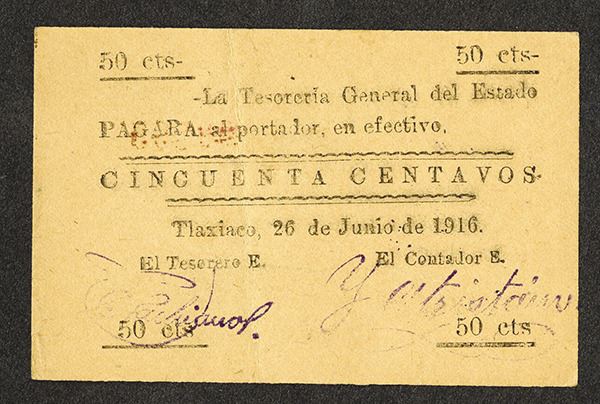 50 cts- 50 cts-
-La Tesorería General del Estado
PAGARA al portador, en efectivo,
CINCUENTA CENTAVOS-
Tlaxiaco, 26 de Junio de 1916.
El Tesorero E. El Contador E.
50 cts 50 cts